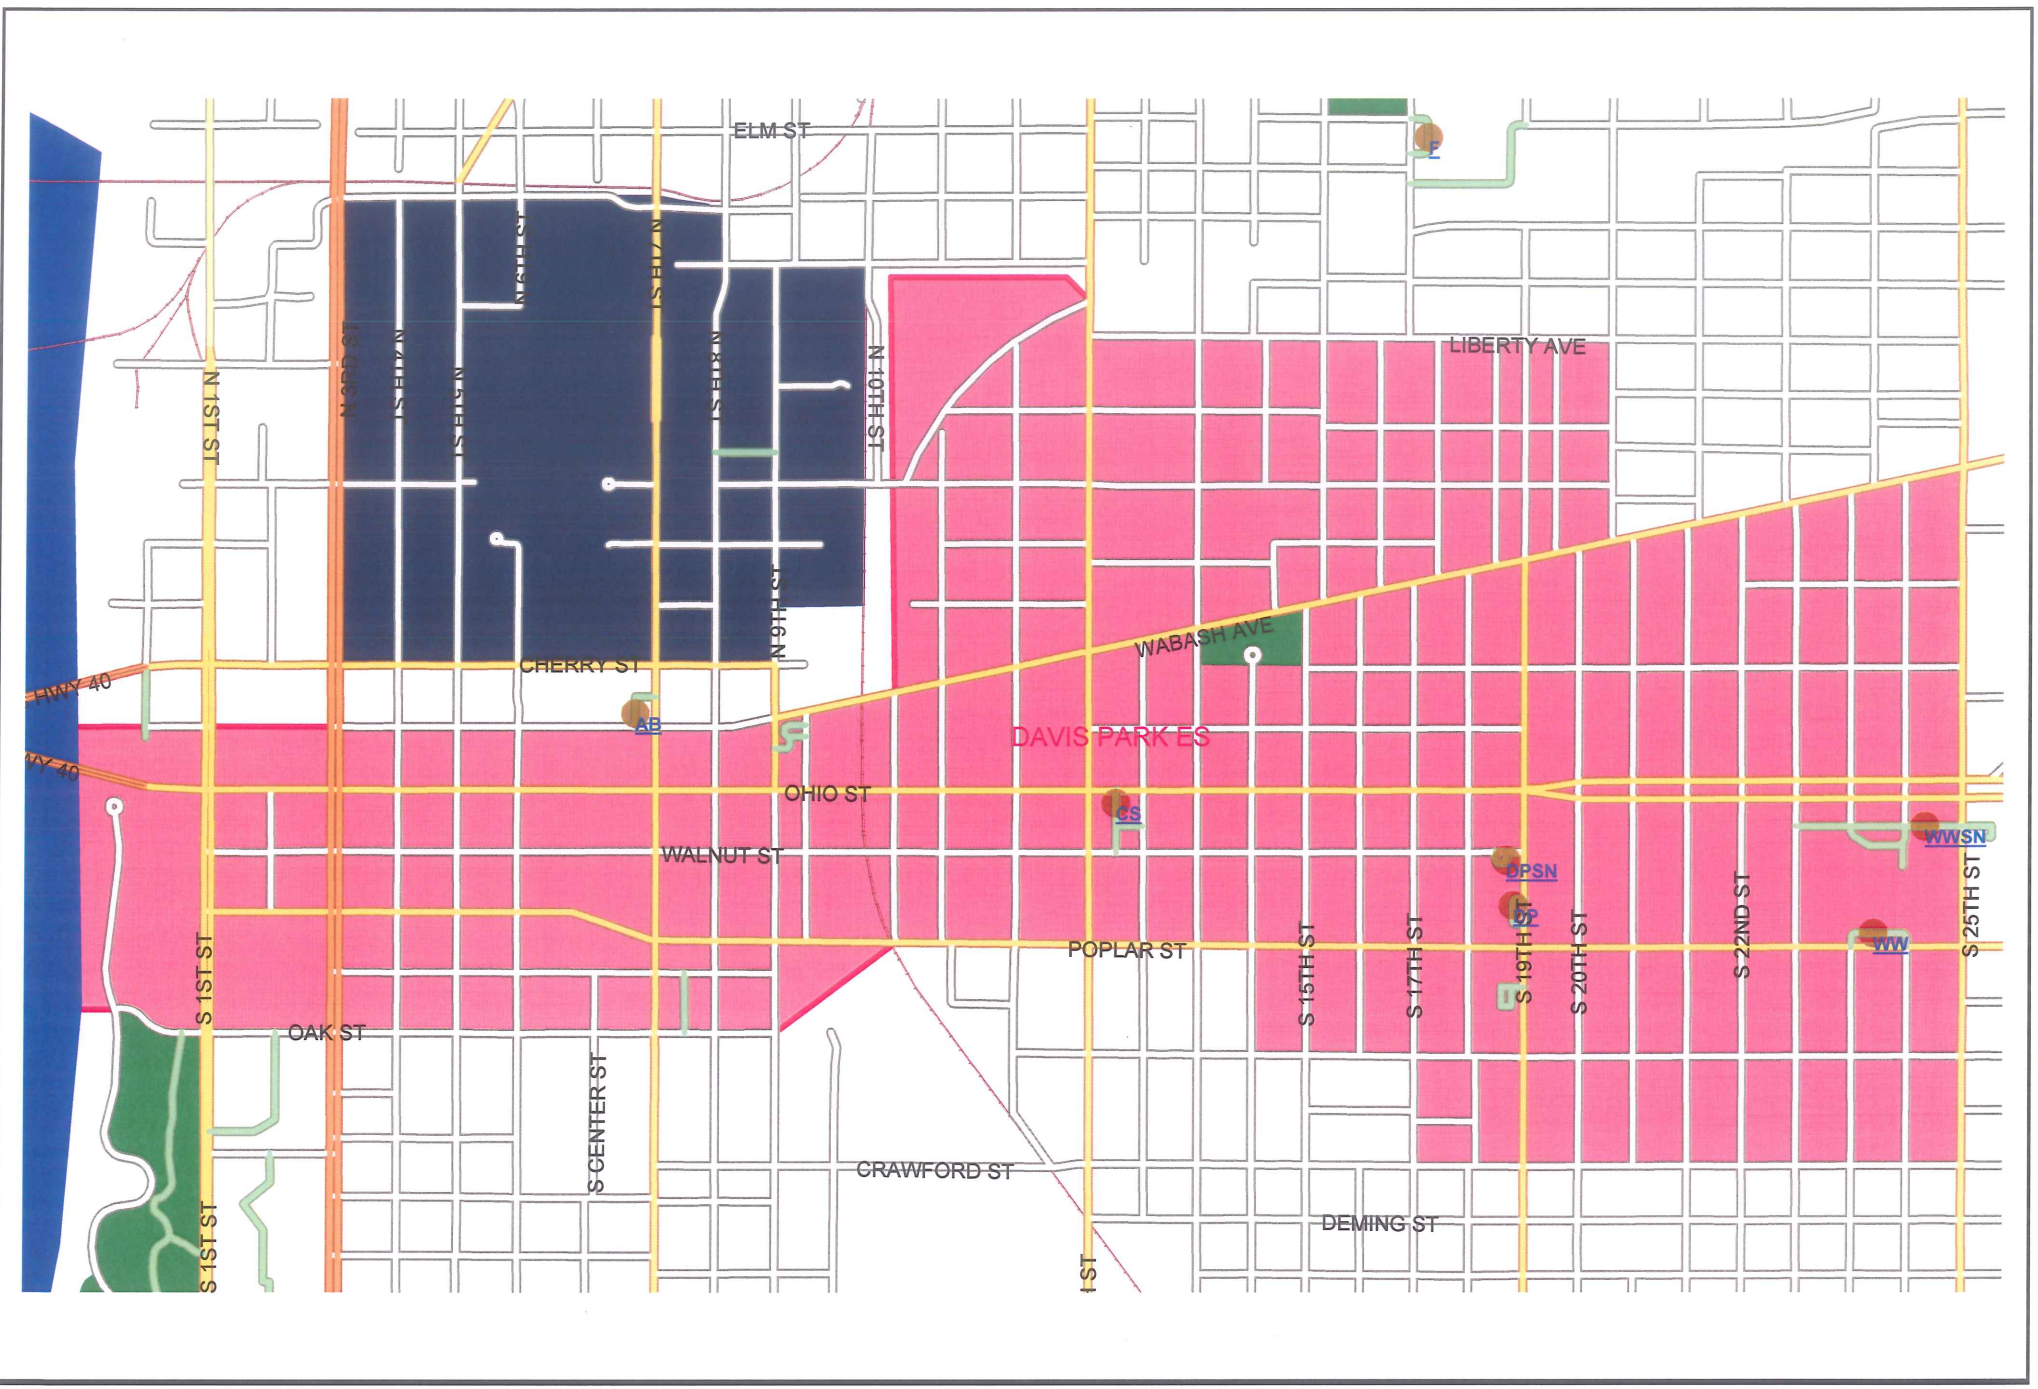 ELM ST
F
N 6TH ST
N 7TH ST
LIBERTY AVE
N 3RD ST
N 4TH ST
N 8TH ST
N 10TH ST
N 1ST ST
N 5TH ST
N 9TH ST
WABASH AVE
CHERRY ST
HWY 40
AB
DAVIS PARK ES
WY 40
OHIO ST
CS
WWSN
WALNUT ST
DPSN
DP
S 25TH ST
S 22ND ST
POPLAR ST
WW
S 1ST ST
S 15TH ST
S 17TH ST
S 19TH ST
S 20TH ST
OAK ST
S CENTER ST
CRAWFORD ST
DEMING ST
S 1ST ST
ST